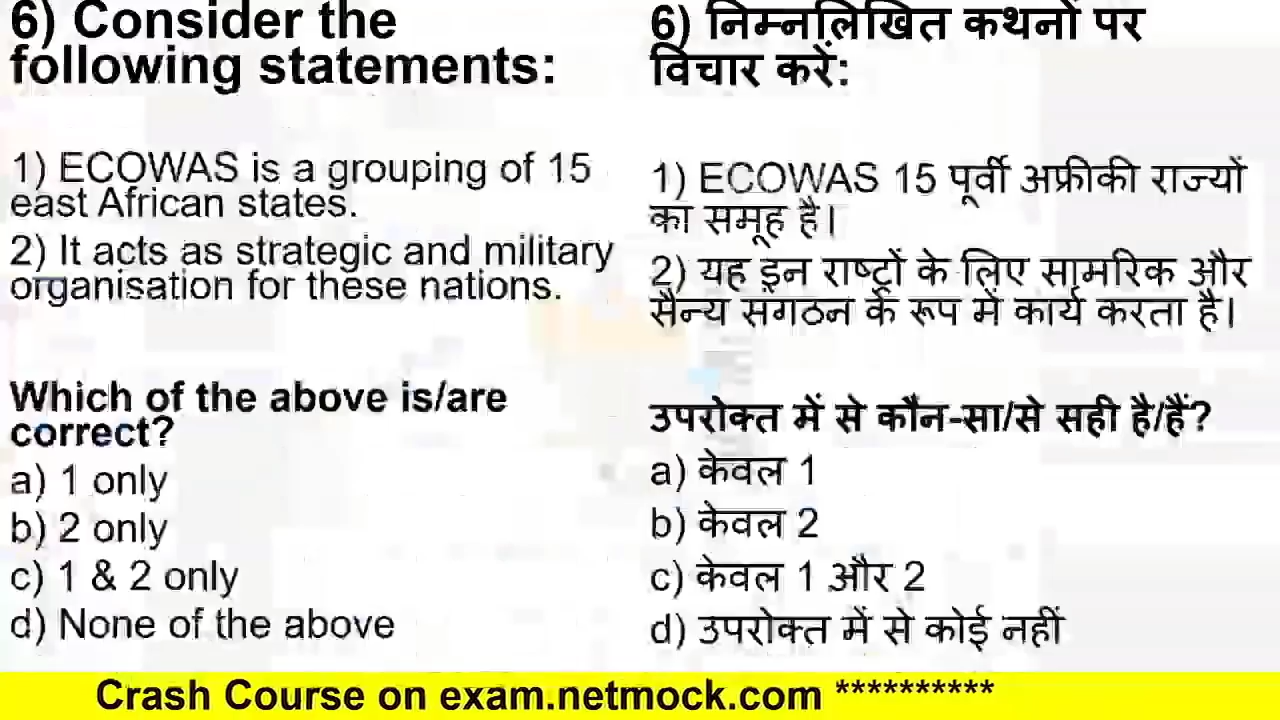 6) Consider the
following statements:
1) ECOWAS is a grouping of 15
east African states.
2) It acts as strategic and military
organisation for these nations.
Which of the above is/are
correct?
a) 1 only
b) 2 only
c) 1 & 2 only
d) None of the above
6) निम्नलिखित कथनों पर
विचार करें:
1) ECOWAS 15 पूर्वी अफ्रीकी राज्यों
का समूह है।
2) यह इन राष्ट्रों के लिए सामरिक और
सैन्य संगठन के रूप में कार्य करता है।
उपरोक्त में से कौन-सा/से सही है/हैं?
a) केवल 1
b) केवल 2
c) केवल 1 और 2
d) उपरोक्त में से कोई नहीं
Crash Course on exam.netmock.com **********